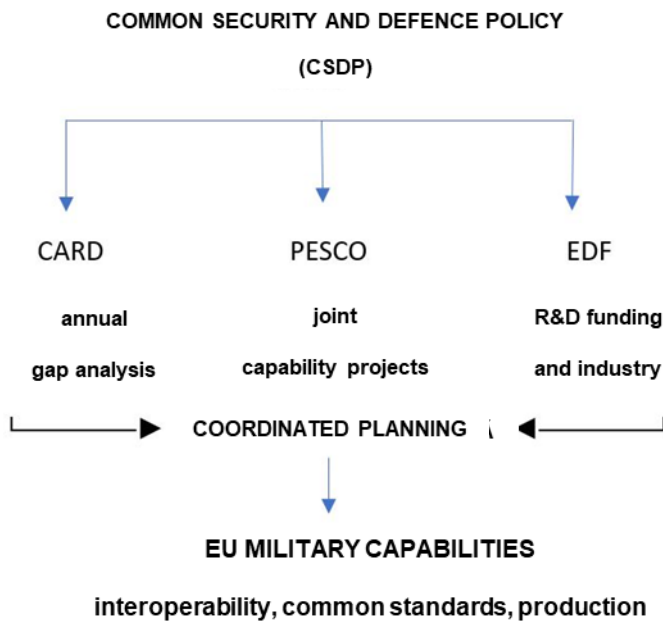 COMMON SECURITY AND DEFENCE POLICY
(CSDP)
CARD PESCO EDF
annual joint R&D funding
gap analysis capability projects and industry
COORDINATED PLANNING
EU MILITARY CAPABILITIES
interoperability, common standards, production